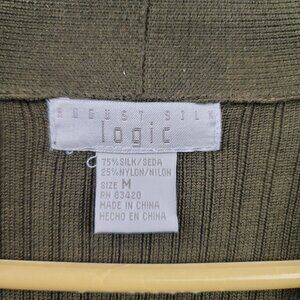 AUGUST SILK
logic
75% SILK/SEDA
25% NYLON/NILON
SIZE M
RN 83420
MADE IN CHINA
HECHO EN CHINA